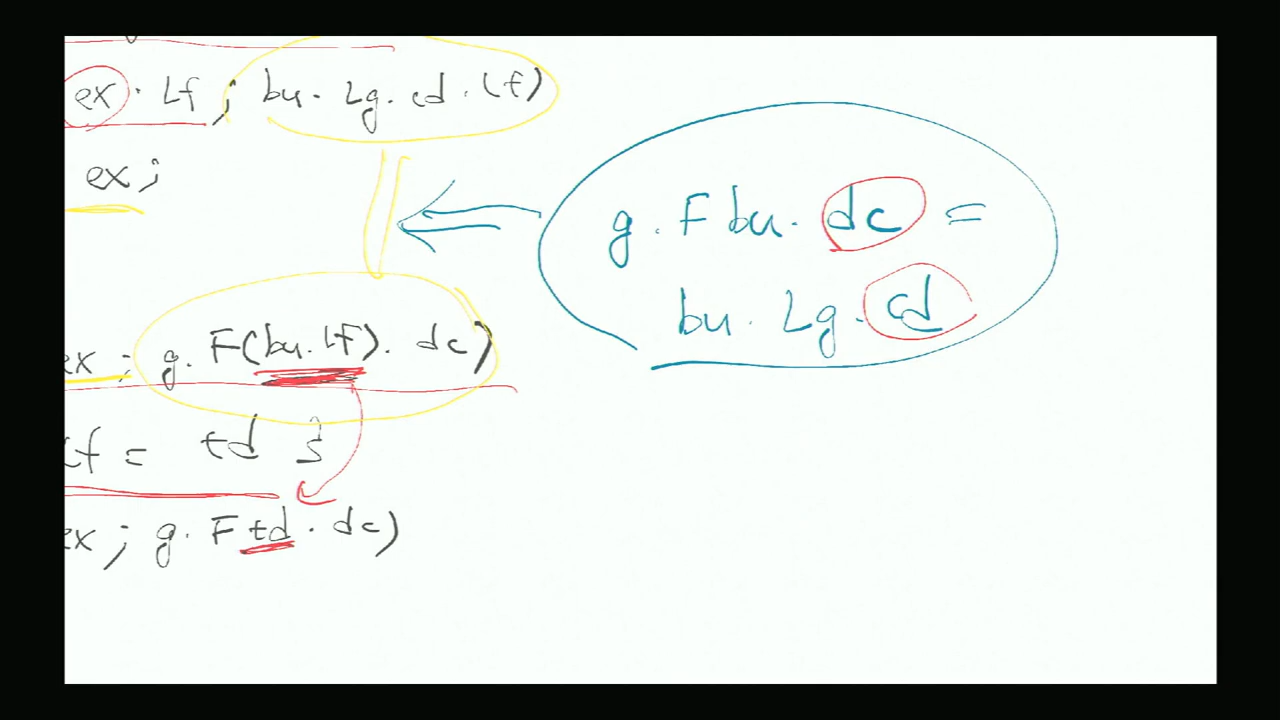 ex · Lf ; bu · Lg · cd · Lf)
ex ;
g . F bu · dc =
bu · Lg · cd
ex ; g . F(bu · Lf) · dc)
Lf = td ;
ex ; g . F td · dc)